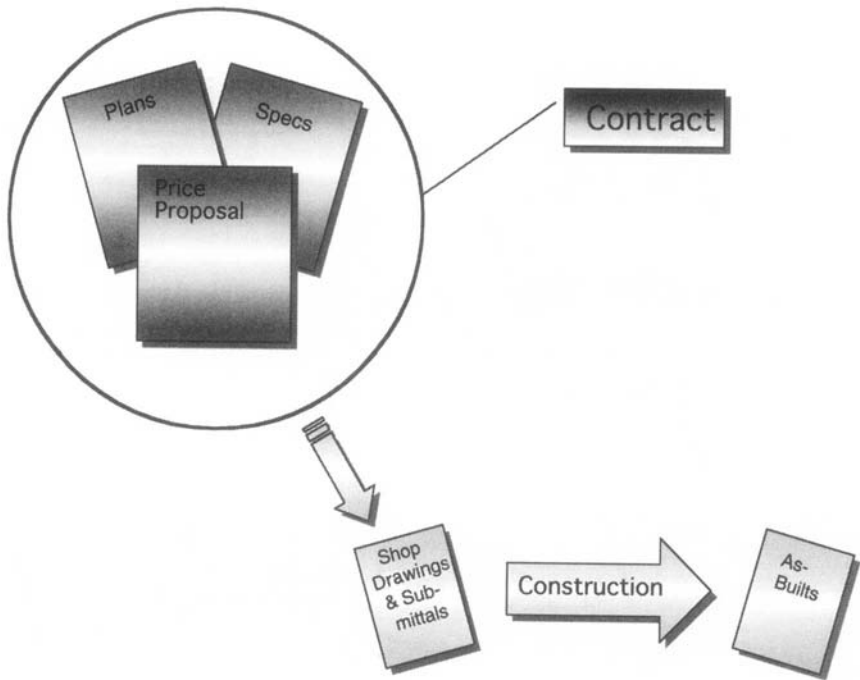 Plans
Specs
Price
Proposal
Contract
Shop
Drawings
& Sub-
mittals
Construction
As-
Builts